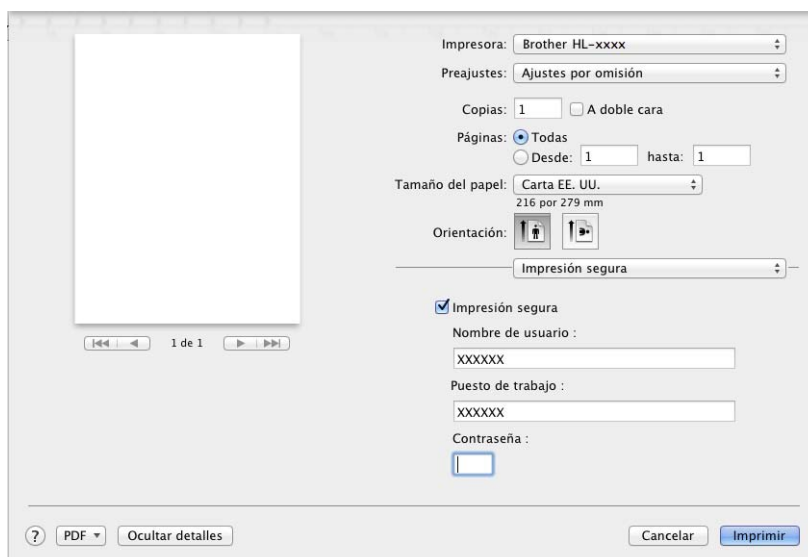 Impresora: Brother HL-xxxx
Preajustes: Ajustes por omisión
Copias: 1 A doble cara
Páginas: Todas
Desde: 1 hasta: 1
Tamaño del papel: Carta EE. UU.
216 por 279 mm
Orientación:
Impresión segura
Impresión segura
Nombre de usuario :
XXXXXX
Puesto de trabajo :
XXXXXX
Contraseña :
1 de 1
? PDF Ocultar detalles Cancelar Imprimir